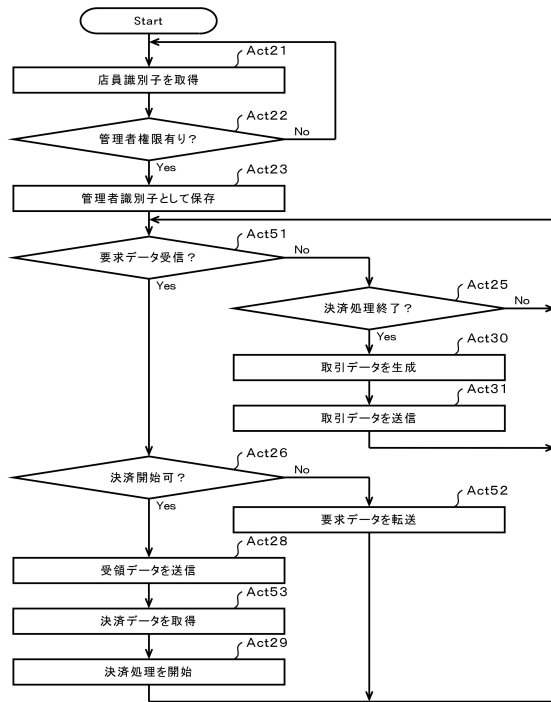 Start
Act21
店員識別子を取得
Act22
管理者権限有り?
No
Yes
Act23
管理者識別子として保存
Act51
要求データ受信?
No
Yes
Act25
決済処理終了?
No
Yes
Act30
取引データを生成
Act31
取引データを送信
Act26
決済開始可?
No
Yes
Act52
要求データを転送
Act28
受領データを送信
Act53
決済データを取得
Act29
決済処理を開始